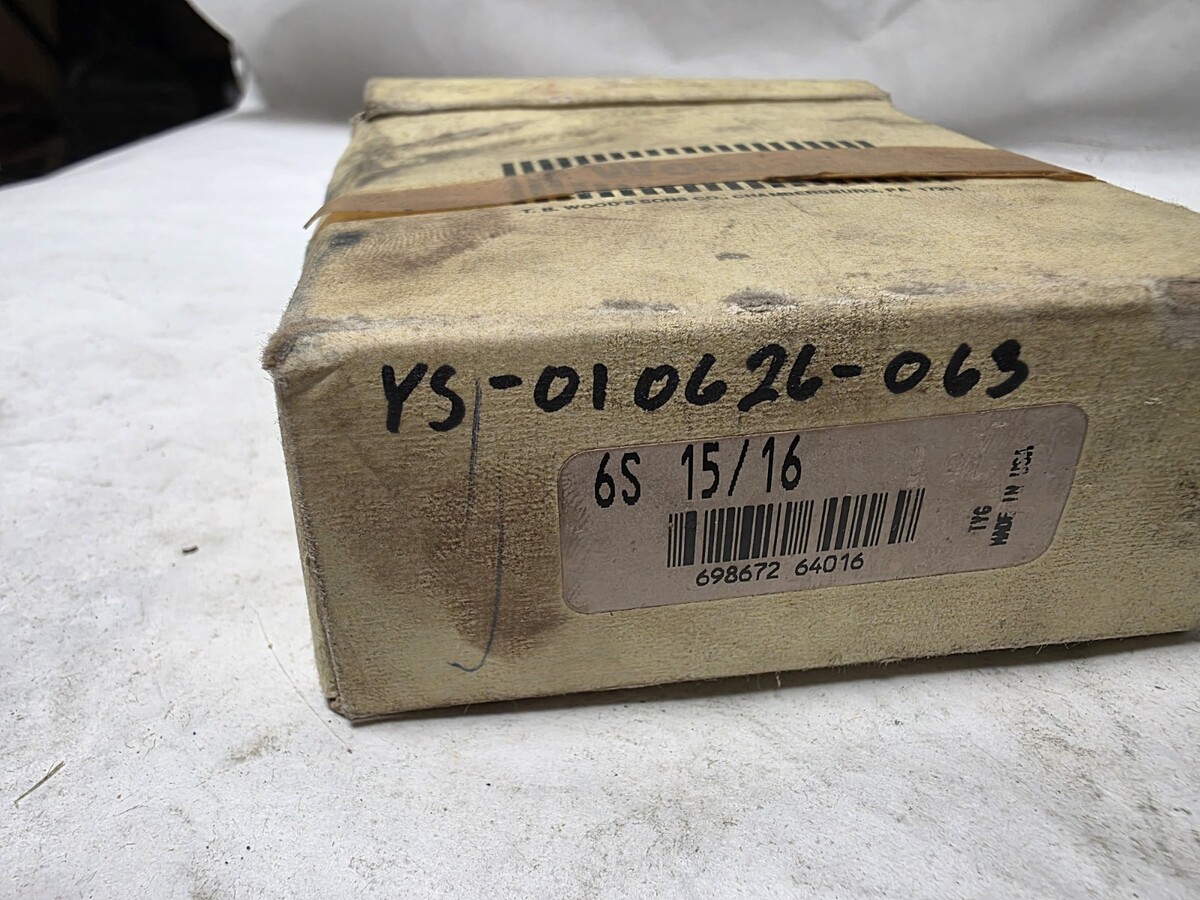 T. B. WOOD'S SONS CO., CHAMBERSBURG, PA 17201
YS-010626-063
6S 15/16
698672 64016
TYG
MADE IN USA